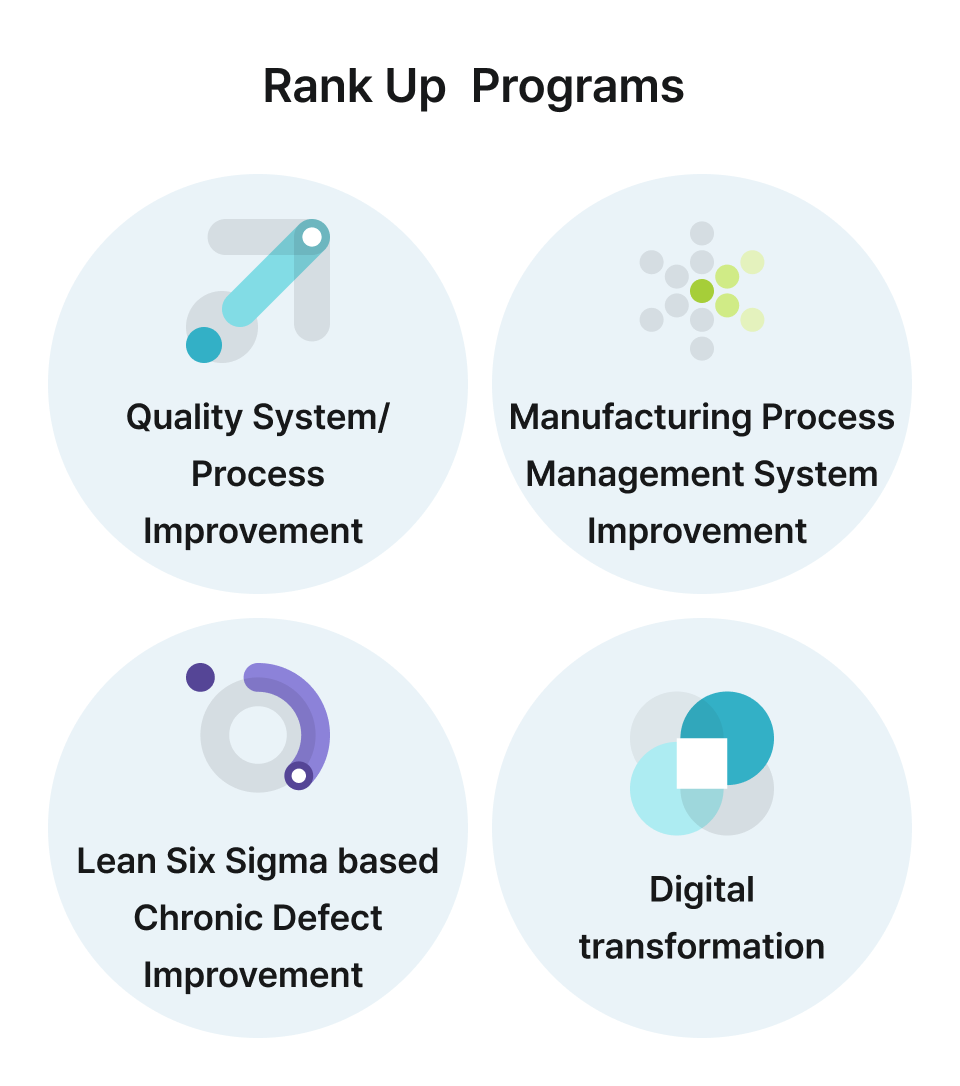 Rank Up  Programs
Quality System/
Process
Improvement
Manufacturing Process
Management System
Improvement
Lean Six Sigma based
Chronic Defect
Improvement
Digital
transformation